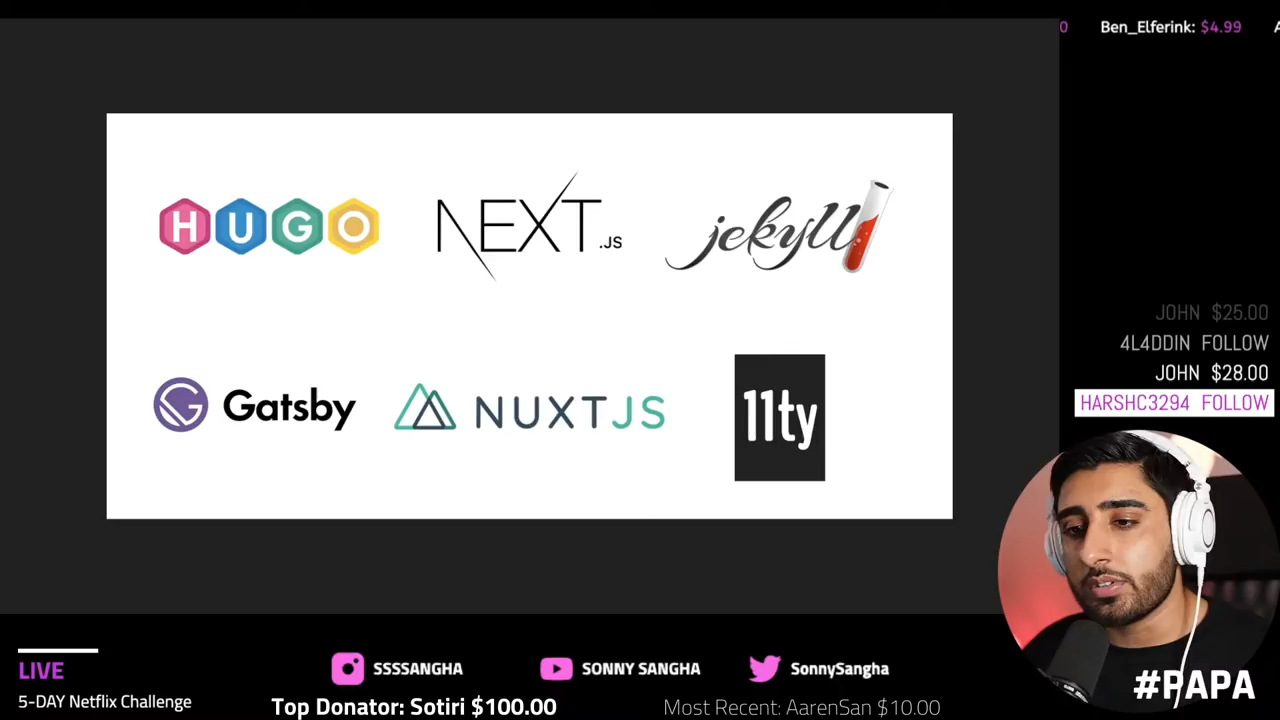 0 Ben_Elferink: $4.99
HUGO
NEXT.JS
jekyll
Gatsby
NUXTJS
11ty
JOHN $25.00
4L4DDIN FOLLOW
JOHN $28.00
HARSHC3294 FOLLOW
#PAPA
LIVE
5-DAY Netflix Challenge
SSSSANGHA
SONNY SANGHA
SonnySangha
Top Donator: Sotiri $100.00
Most Recent: AarenSan $10.00